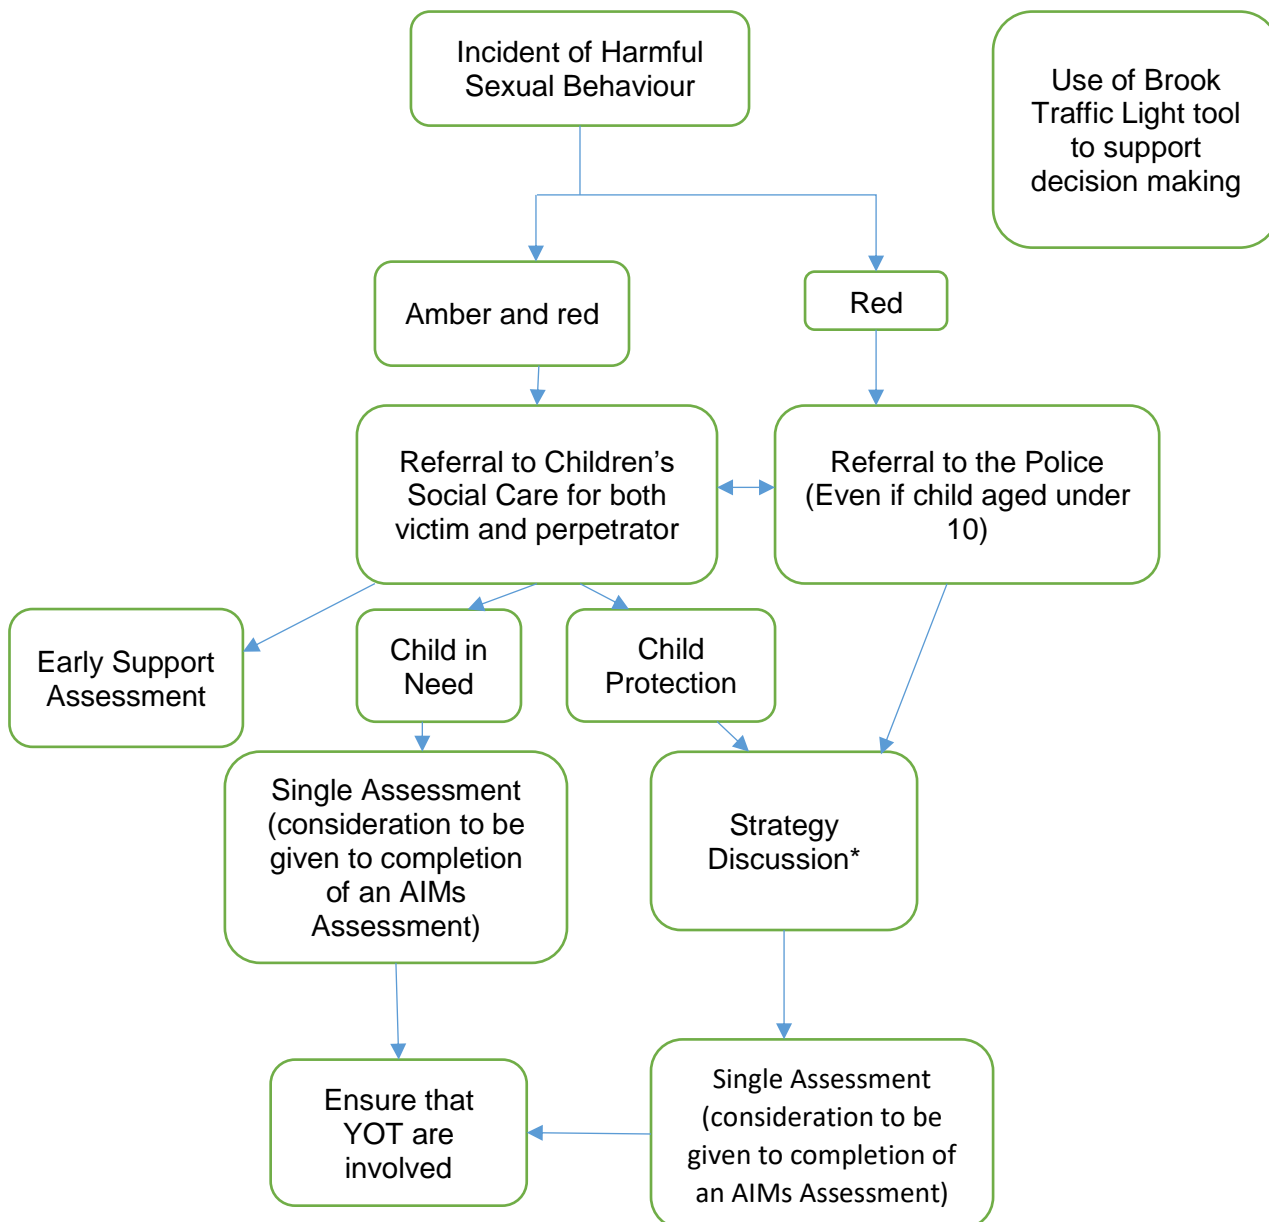 Incident of Harmful
Sexual Behaviour
Use of Brook
Traffic Light tool
to support
decision making
Amber and red
Red
Referral to Children’s
Social Care for both
victim and perpetrator
Referral to the Police
(Even if child aged under
10)
Early Support
Assessment
Child in
Need
Child
Protection
Single Assessment
(consideration to be
given to completion
of an AIMs
Assessment)
Strategy
Discussion*
Ensure that
YOT are
involved
Single Assessment
(consideration to be
given to completion of
an AIMs Assessment)